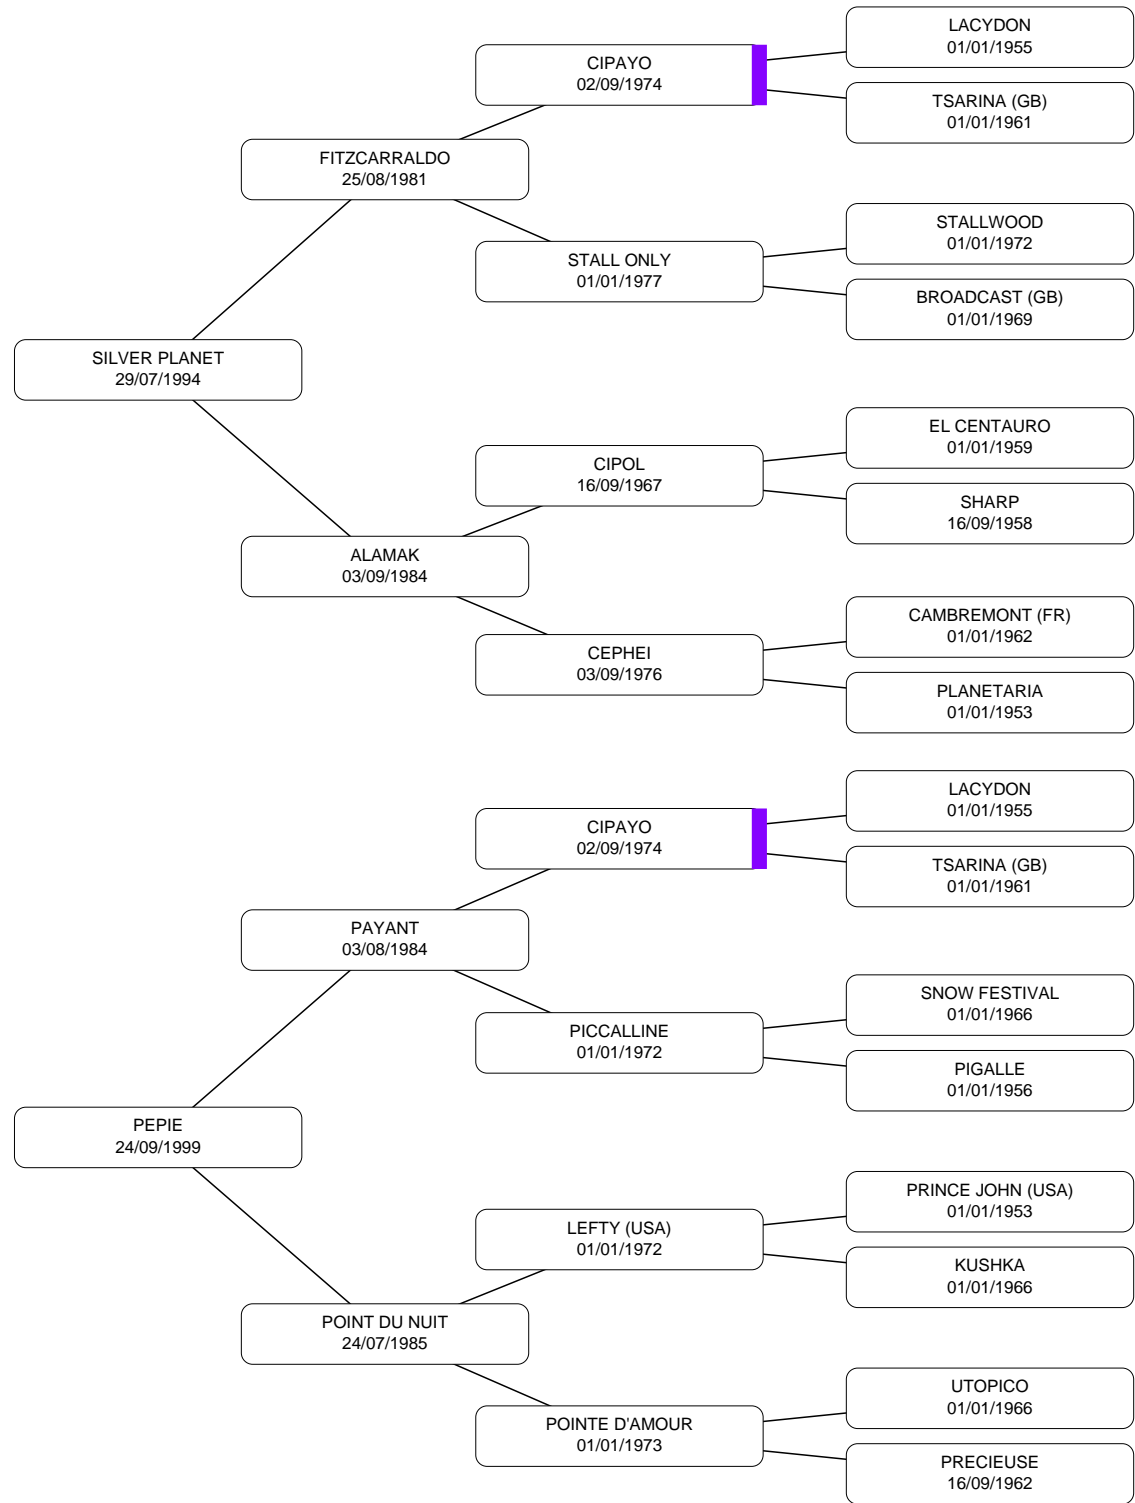 LACYDON
01/01/1955
CIPAYO
02/09/1974
TSARINA (GB)
01/01/1961
FITZCARRALDO
25/08/1981
STALLWOOD
01/01/1972
STALL ONLY
01/01/1977
BROADCAST (GB)
01/01/1969
SILVER PLANET
29/07/1994
EL CENTAURO
01/01/1959
CIPOL
16/09/1967
SHARP
16/09/1958
ALAMAK
03/09/1984
CAMBREMONT (FR)
01/01/1962
CEPHEI
03/09/1976
PLANETARIA
01/01/1953
LACYDON
01/01/1955
CIPAYO
02/09/1974
TSARINA (GB)
01/01/1961
PAYANT
03/08/1984
SNOW FESTIVAL
01/01/1966
PICCALLINE
01/01/1972
PIGALLE
01/01/1956
PEPIE
24/09/1999
PRINCE JOHN (USA)
01/01/1953
LEFTY (USA)
01/01/1972
KUSHKA
01/01/1966
POINT DU NUIT
24/07/1985
UTOPICO
01/01/1966
POINTE D'AMOUR
01/01/1973
PRECIEUSE
16/09/1962